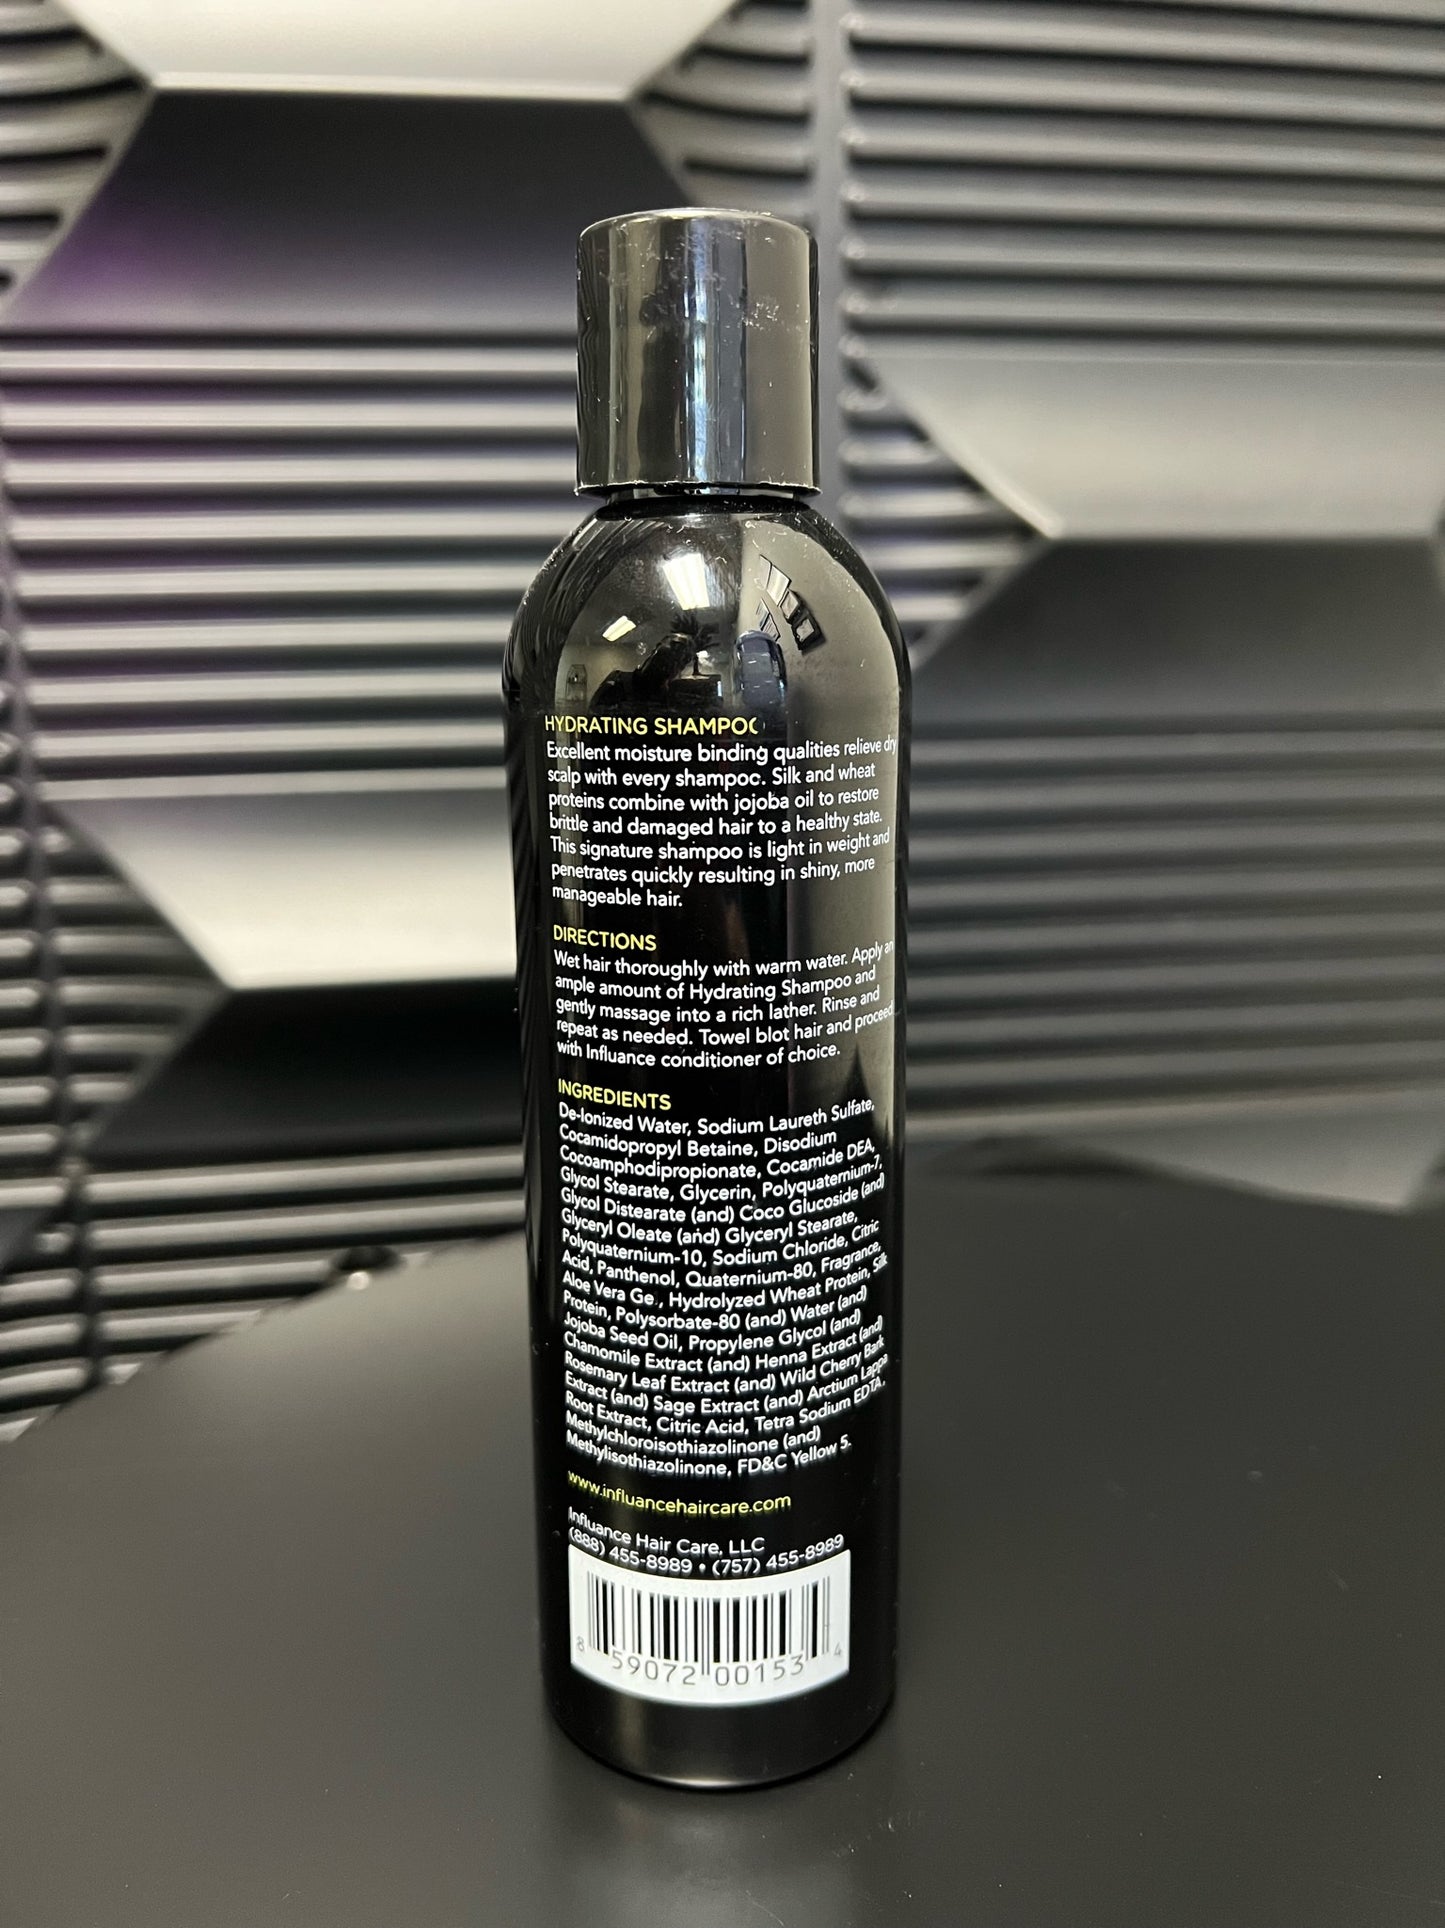 HYDRATING SHAMPOO
Excellent moisture binding qualities relieve dry
scalp with every shampoo. Silk and wheat
proteins combine with jojoba oil to restore
brittle and damaged hair to a healthy state.
This signature shampoo is light in weight and
penetrates quickly resulting in shiny, more
manageable hair.
DIRECTIONS
Wet hair thoroughly with warm water. Apply an
ample amount of Hydrating Shampoo and
gently massage into a rich lather. Rinse and
repeat as needed. Towel blot hair and proceed
with Influance conditioner of choice.
INGREDIENTS
De-Ionized Water, Sodium Laureth Sulfate,
Cocamidopropyl Betaine, Disodium
Cocoamphodipropionate, Cocamide DEA,
Glycol Stearate, Glycerin, Polyquaternium-7,
Glycol Distearate (and) Coco Glucoside (and)
Glyceryl Oleate (and) Glyceryl Stearate,
Polyquaternium-10, Sodium Chloride, Citric
Acid, Panthenol, Quaternium-80, Fragrance,
Aloe Vera Ge., Hydrolyzed Wheat Protein, Silk
Protein, Polysorbate-80 (and) Water (and)
Jojoba Seed Oil, Propylene Glycol (and)
Chamomile Extract (and) Henna Extract (and)
Rosemary Leaf Extract (and) Wild Cherry Bark
Extract (and) Sage Extract (and) Arctium Lappa
Root Extract, Citric Acid, Tetra Sodium EDTA,
Methylchloroisothiazolinone (and)
Methylisothiazolinone, FD&C Yellow 5.
www.influancehaircare.com
Influance Hair Care, LLC
(888) 455-8989 • (757) 455-8989
8 59072 00153 4